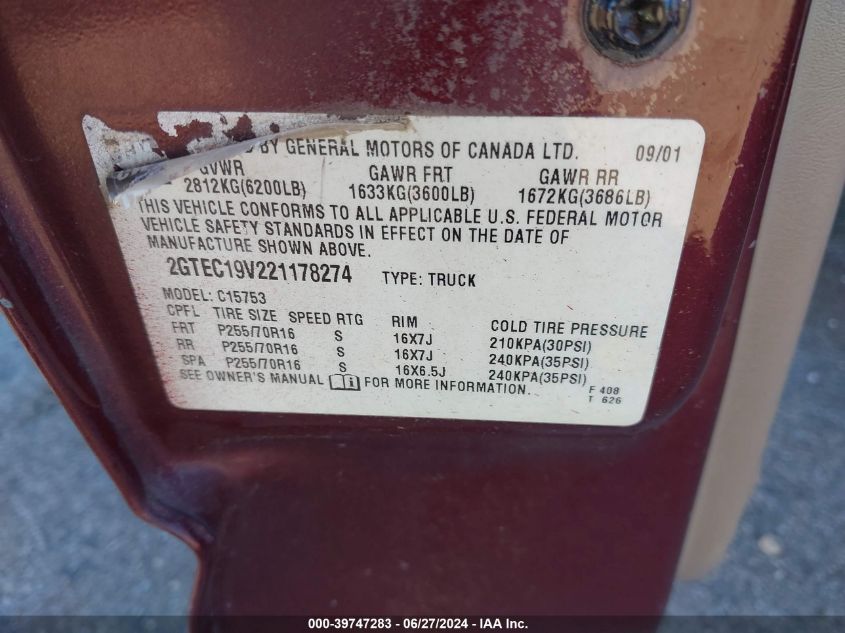 BY GENERAL MOTORS OF CANADA LTD. 09/01
GVWR GAWR FRT GAWR RR
2812KG(6200LB) 1633KG(3600LB) 1672KG(3686LB)
THIS VEHICLE CONFORMS TO ALL APPLICABLE U.S. FEDERAL MOTOR
VEHICLE SAFETY STANDARDS IN EFFECT ON THE DATE OF
MANUFACTURE SHOWN ABOVE.
2GTEC19V221178274 TYPE: TRUCK
MODEL: C15753
CPFL TIRE SIZE SPEED RTG RIM COLD TIRE PRESSURE
FRT P255/70R16 S 16X7J 210KPA(30PSI)
RR P255/70R16 S 16X7J 240KPA(35PSI)
SPA P255/70R16 S 16X6.5J 240KPA(35PSI)
SEE OWNER'S MANUAL FOR MORE INFORMATION.
F 408
T 626
000-39747283 - 06/27/2024 - IAA Inc.